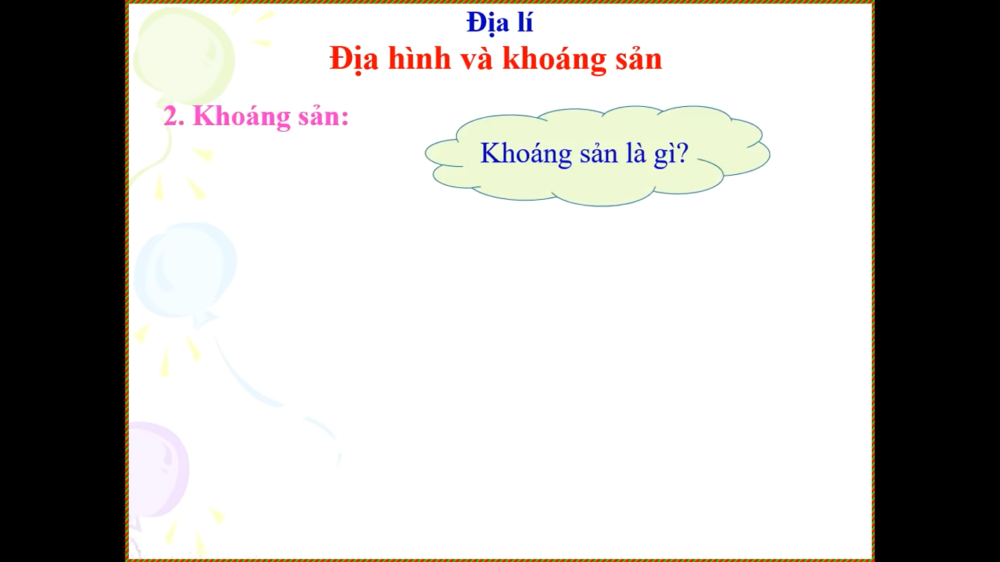 Địa lí
Địa hình và khoáng sản
2. Khoáng sản:
Khoáng sản là gì?